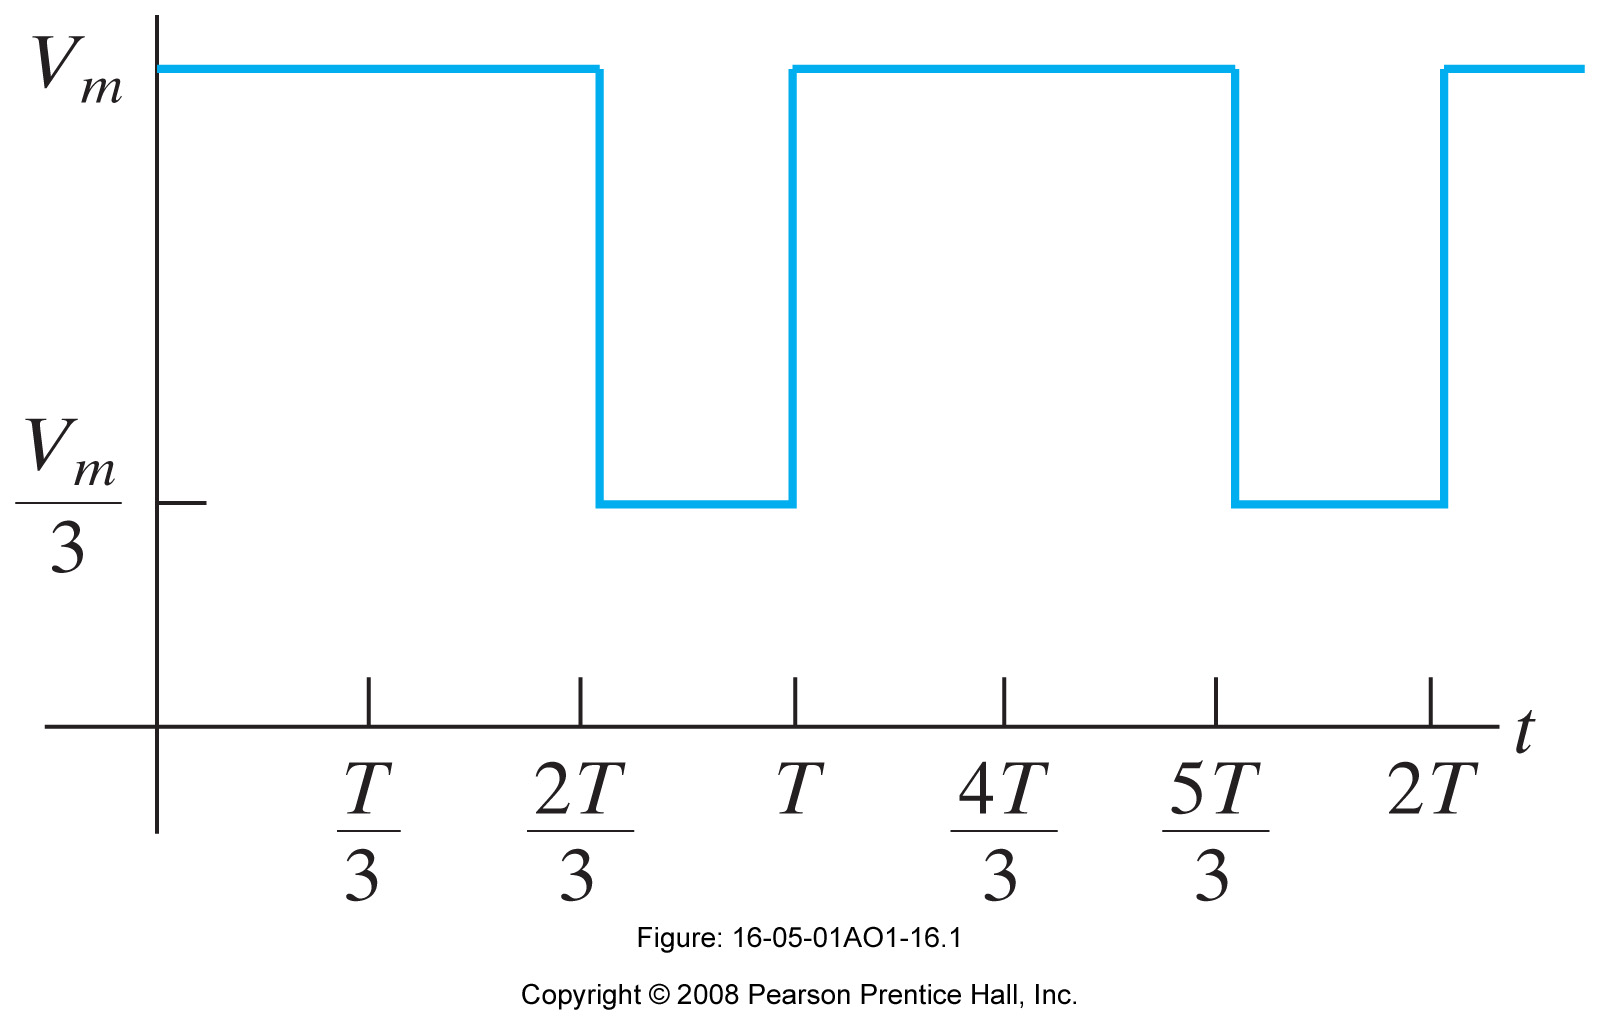 Vm
Vm/3
t
T/3 2T/3 T 4T/3 5T/3 2T
Figure: 16-05-01AO1-16.1
Copyright © 2008 Pearson Prentice Hall, Inc.